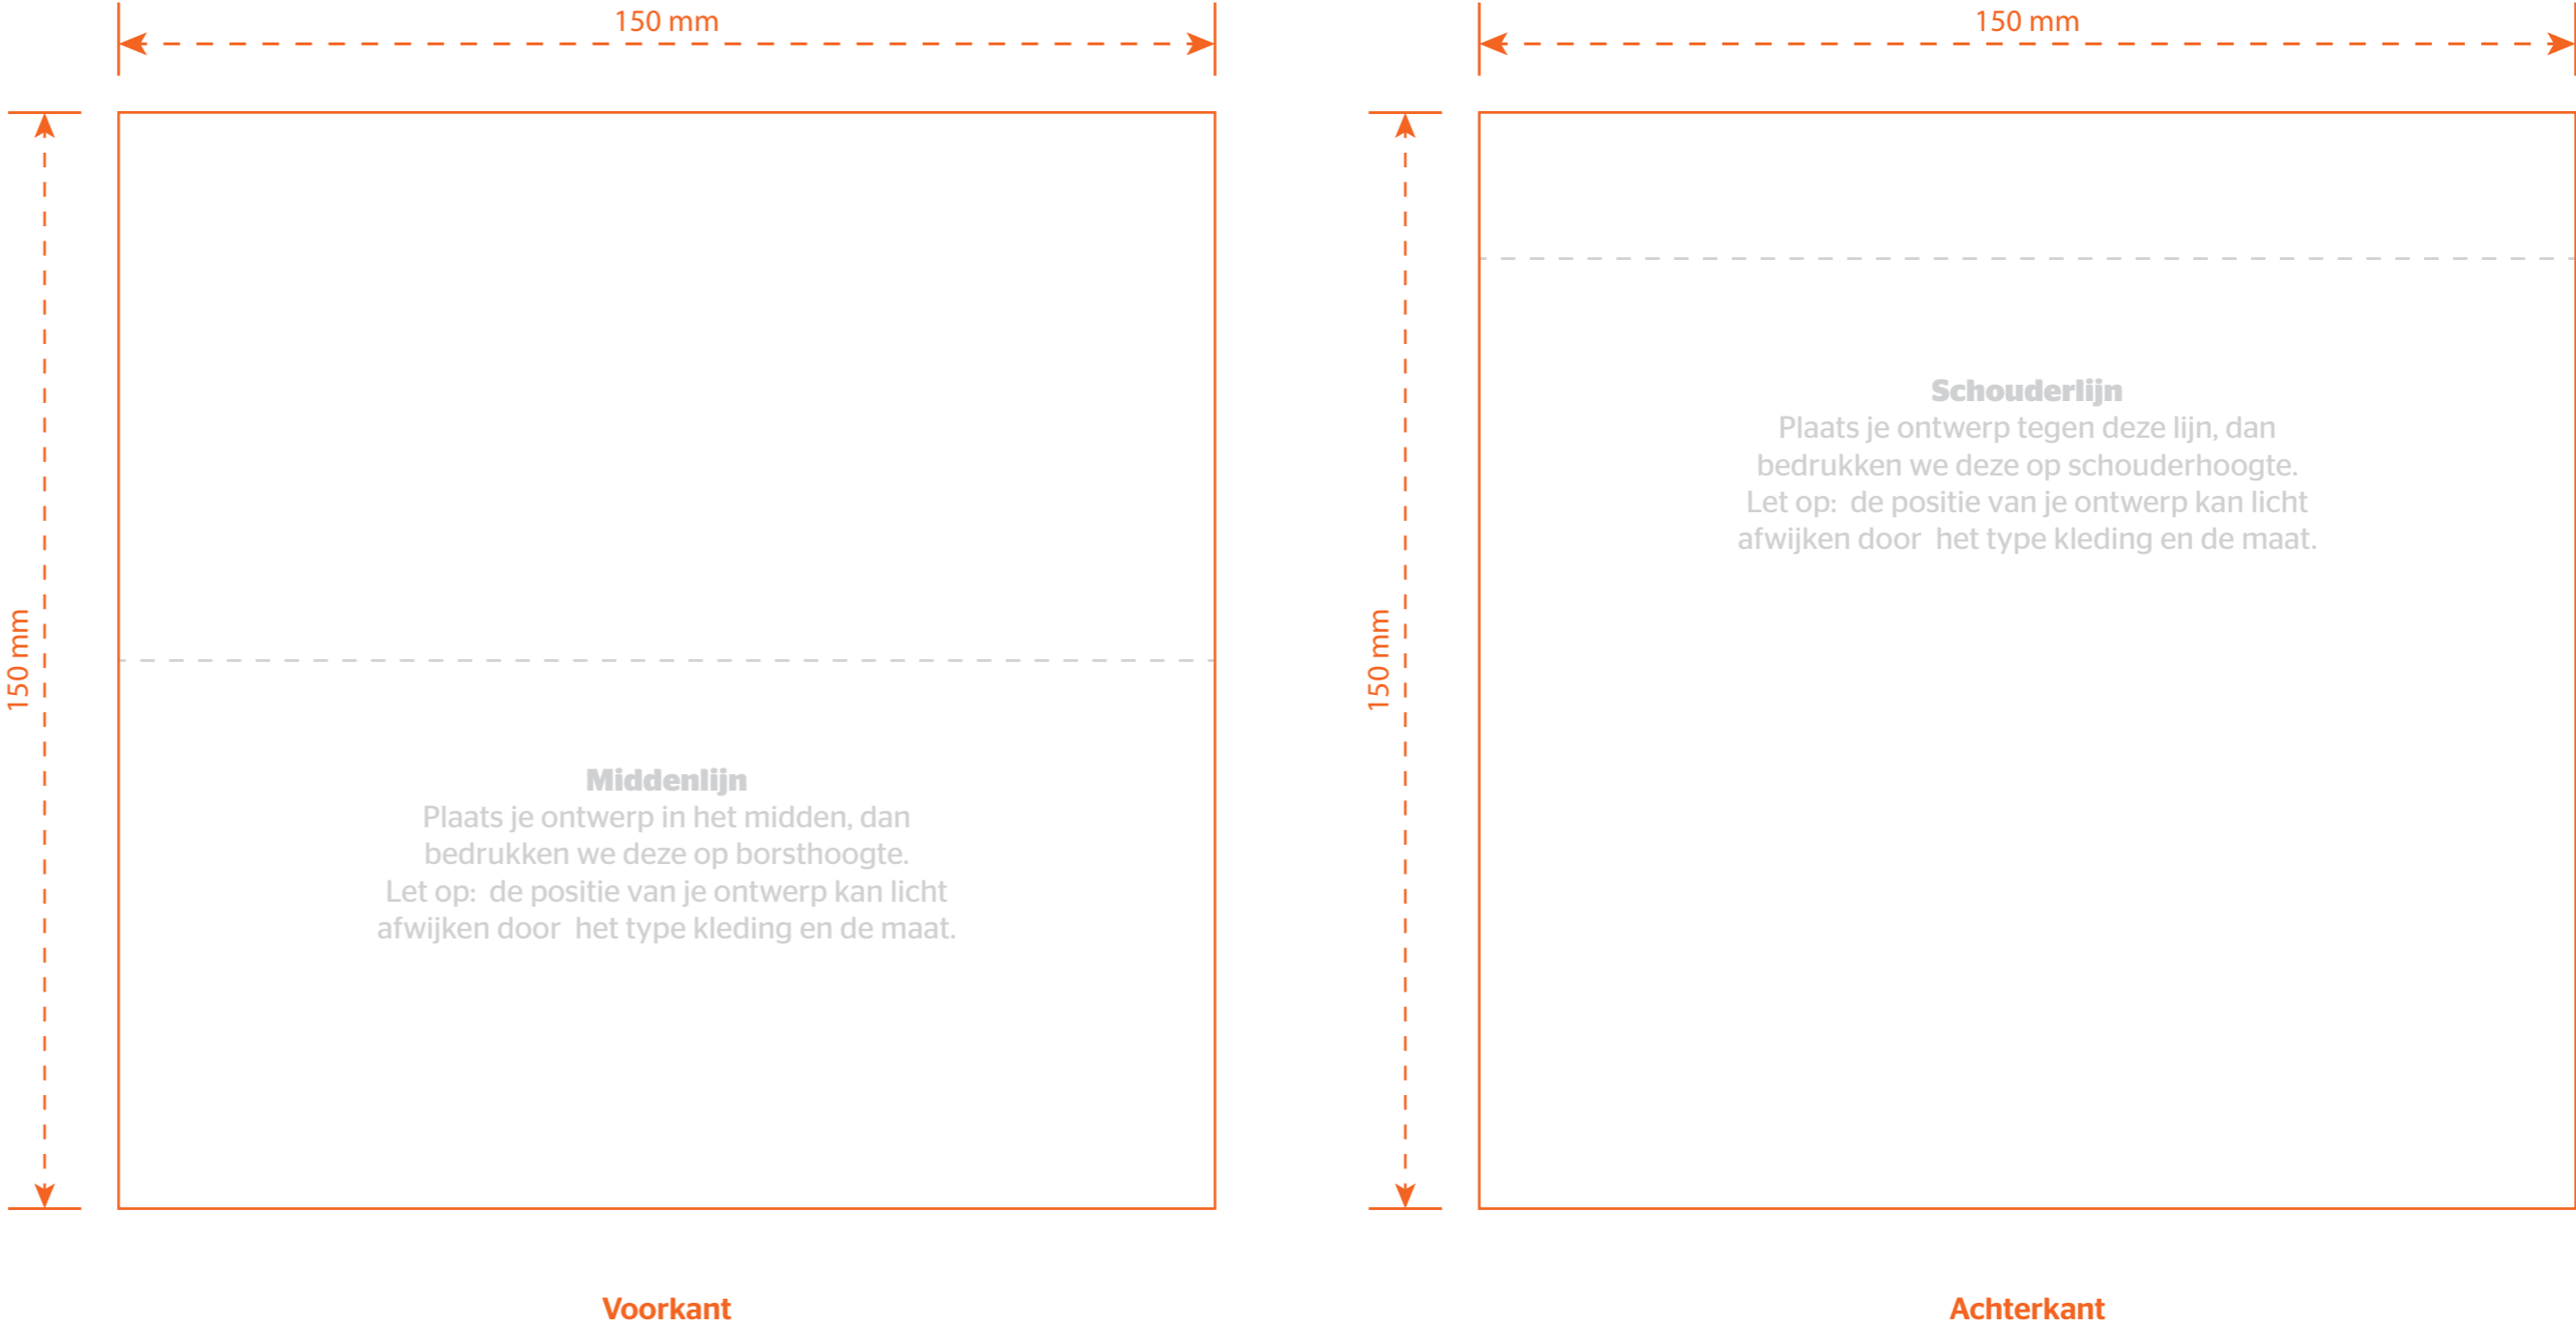 150 mm
150 mm
150 mm
Middenlijn
Plaats je ontwerp in het midden, dan
bedrukken we deze op borsthoogte.
Let op:  de positie van je ontwerp kan licht
afwijken door  het type kleding en de maat.
Voorkant
150 mm
Schouderlijn
Plaats je ontwerp tegen deze lijn, dan
bedrukken we deze op schouderhoogte.
Let op:  de positie van je ontwerp kan licht
afwijken door  het type kleding en de maat.
Achterkant